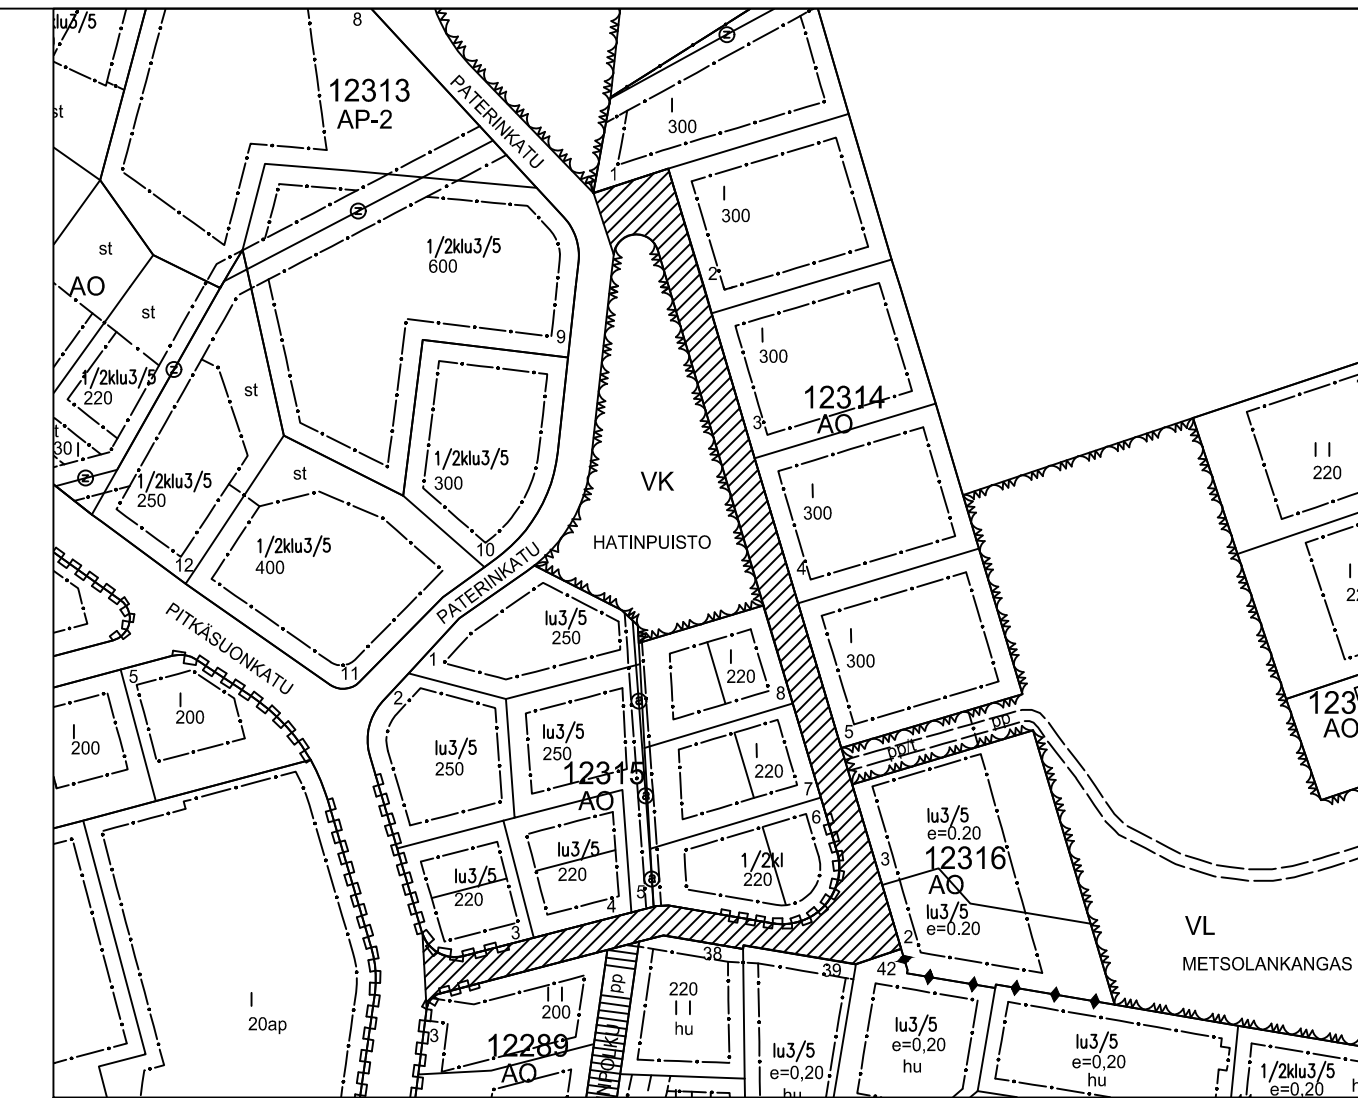 klu3/5
8
12313
AP-2
PATERINKATU
I
300
1
st
I
300
2
st
AO
st
1/2klu3/5
600
9
I
300
3
12314
AO
1/2klu3/5
220
st
30 I
1/2klu3/5
250
st
1/2klu3/5
300
10
VK
HATINPUISTO
I
300
4
I I
220
12
1/2klu3/5
400
PATERINKATU
PITKÄSUONKATU
11
1
lu3/5
250
I
220
8
I
300
5
5
I
200
I
200
2
lu3/5
250
lu3/5
250
a
I
220
7
pp/t
pp
AO
12315
AO
a
6
lu3/5
e=0.20
3
12316
AO
lu3/5
e=0.20
2
lu3/5
220
3
lu3/5
220
4
5
a
1/2kl
220
VL
METSOLANKANGAS
38
39
42
I
20ap
I I
200
3
12289
AO
pp
220
I I
hu
lu3/5
e=0,20
hu
lu3/5
e=0,20
hu
lu3/5
e=0,20
hu
1/2klu3/5
e=0,20